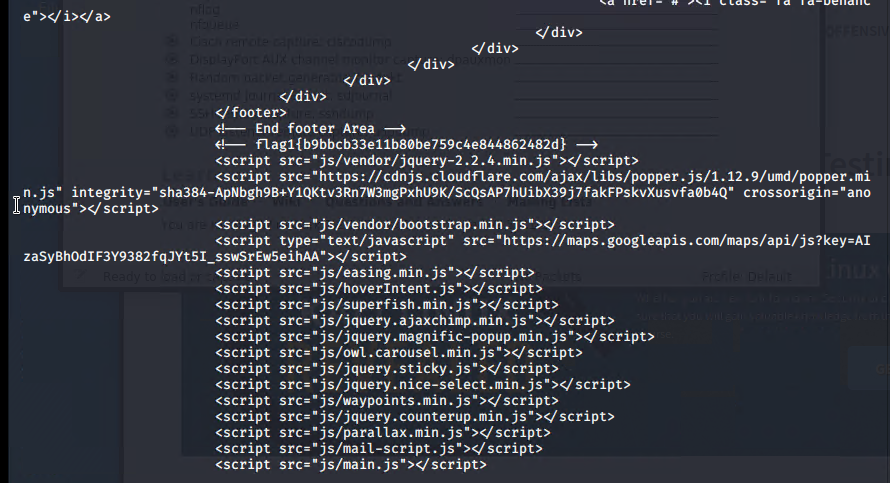 <a href="#"><i class="fa fa-behanc
e"></i></a>
</div>
</div>
</div>
</div>
</div>
</footer>
<!-- End footer Area -->
<!-- flag1{b9bbcb33e11b80be759c4e844862482d} -->
<script src="js/vendor/jquery-2.2.4.min.js"></script>
<script src="https://cdnjs.cloudflare.com/ajax/libs/popper.js/1.12.9/umd/popper.mi
n.js" integrity="sha384-ApNbgh9B+Y1QKtv3Rn7W3mgPxhU9K/ScQsAP7hUibX39j7fakFPskvXusvfa0b4Q" crossorigin="ano
nymous"></script>
<script src="js/vendor/bootstrap.min.js"></script>
<script type="text/javascript" src="https://maps.googleapis.com/maps/api/js?key=AI
zaSyBhOdIF3Y9382fqJYt5I_sswSrEw5eihAA"></script>
<script src="js/easing.min.js"></script>
<script src="js/hoverIntent.js"></script>
<script src="js/superfish.min.js"></script>
<script src="js/jquery.ajaxchimp.min.js"></script>
<script src="js/jquery.magnific-popup.min.js"></script>
<script src="js/owl.carousel.min.js"></script>
<script src="js/jquery.sticky.js"></script>
<script src="js/jquery.nice-select.min.js"></script>
<script src="js/waypoints.min.js"></script>
<script src="js/jquery.counterup.min.js"></script>
<script src="js/parallax.min.js"></script>
<script src="js/mail-script.js"></script>
<script src="js/main.js"></script>